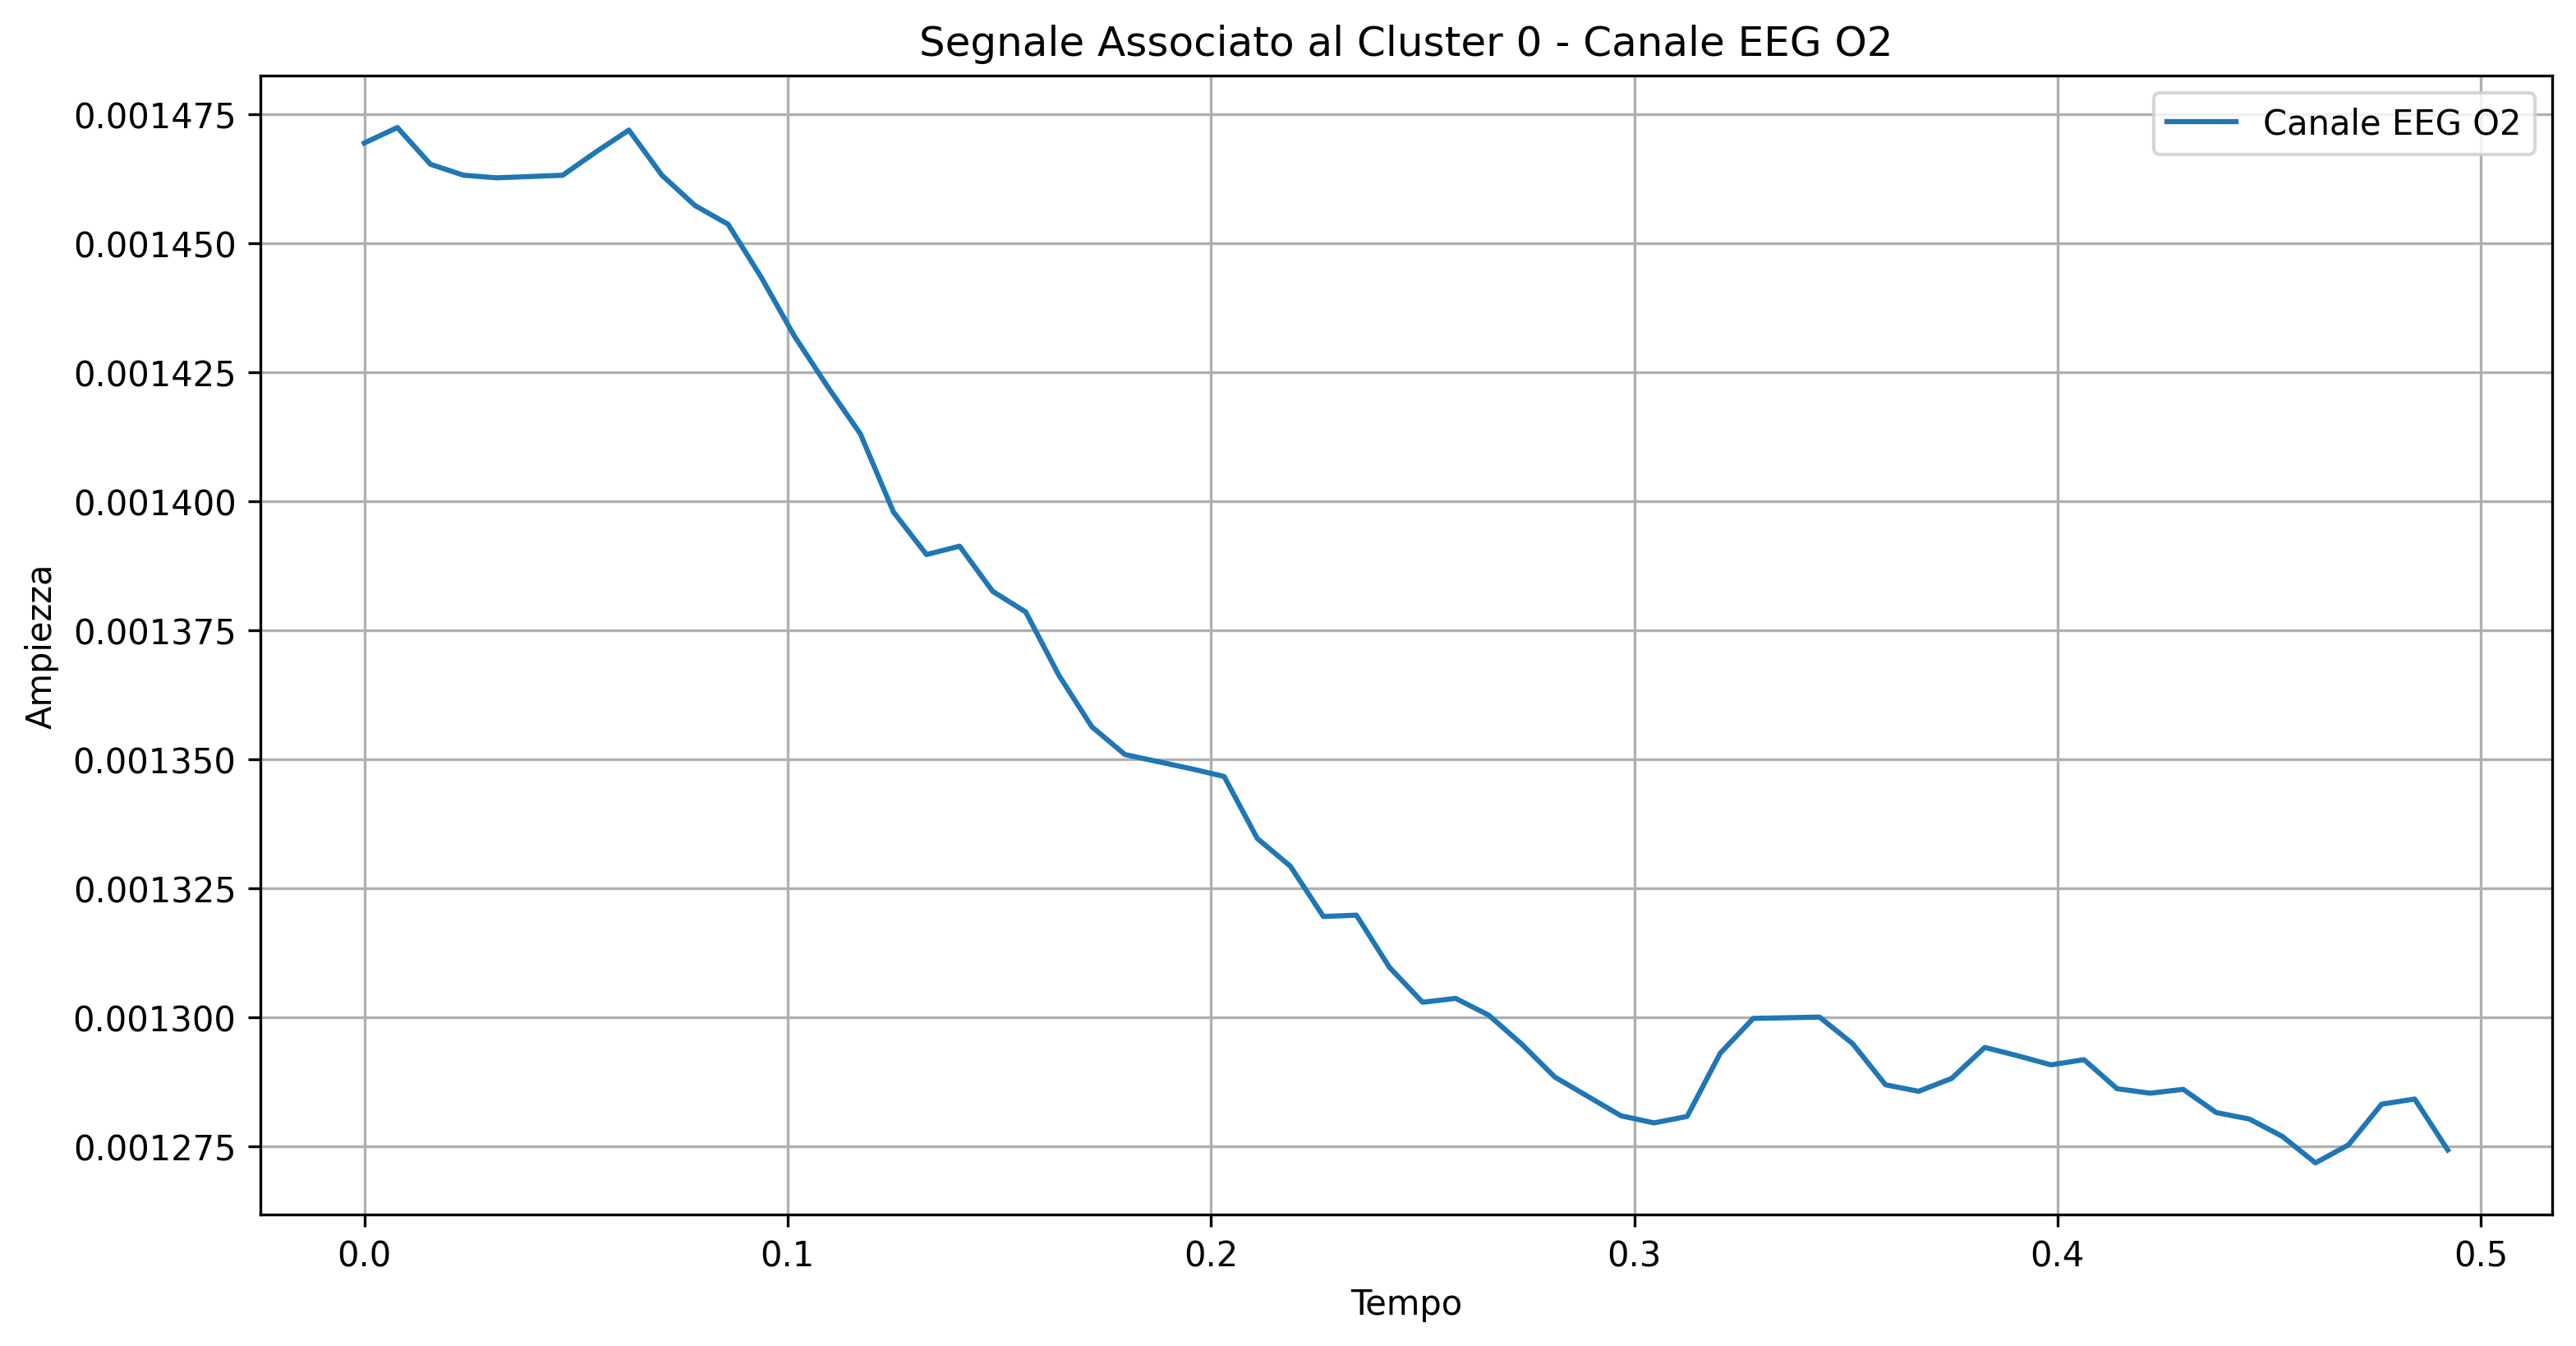 Segnale Associato al Cluster 0 - Canale EEG O2
Canale EEG O2
0.001475
0.001450
0.001425
0.001400
0.001375
0.001350
0.001325
0.001300
0.001275
Ampiezza
0.0 0.1 0.2 0.3 0.4 0.5
Tempo